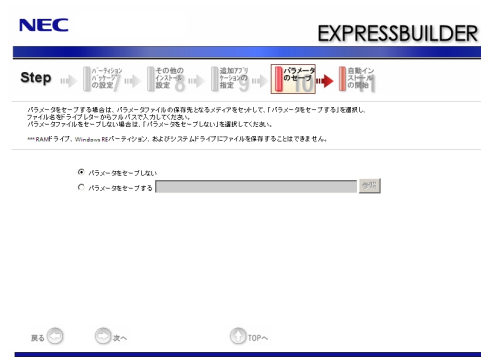 NEC
EXPRESSBUILDER
Step
パーティション
パッケージ
の設定 7
その他の
インストール
設定 8
追加アプリ
ケーションの
指定 9
パラメータ
のセーブ 10
自動イン
ストール
の開始 11
パラメータをセーブする場合は、パラメータファイルの保存先となるメディアをセットして、「パラメータをセーブする」を選択し、
ファイル名をドライブレターからフルパスで入力してください。
パラメータファイルをセーブしない場合は、「パラメータをセーブしない」を選択してください。
***RAMドライブ、Windows REパーティション、およびシステムドライブにファイルを保存することはできません。
パラメータをセーブしない
パラメータをセーブする
参照
戻る
次へ
TOPへ